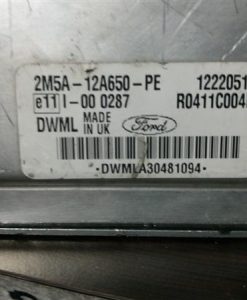 2M5A-12A650-PE 1222051
e11 I-00 0287 R0411C004
DWML MADE IN UK Ford
-DWMLA30481094-